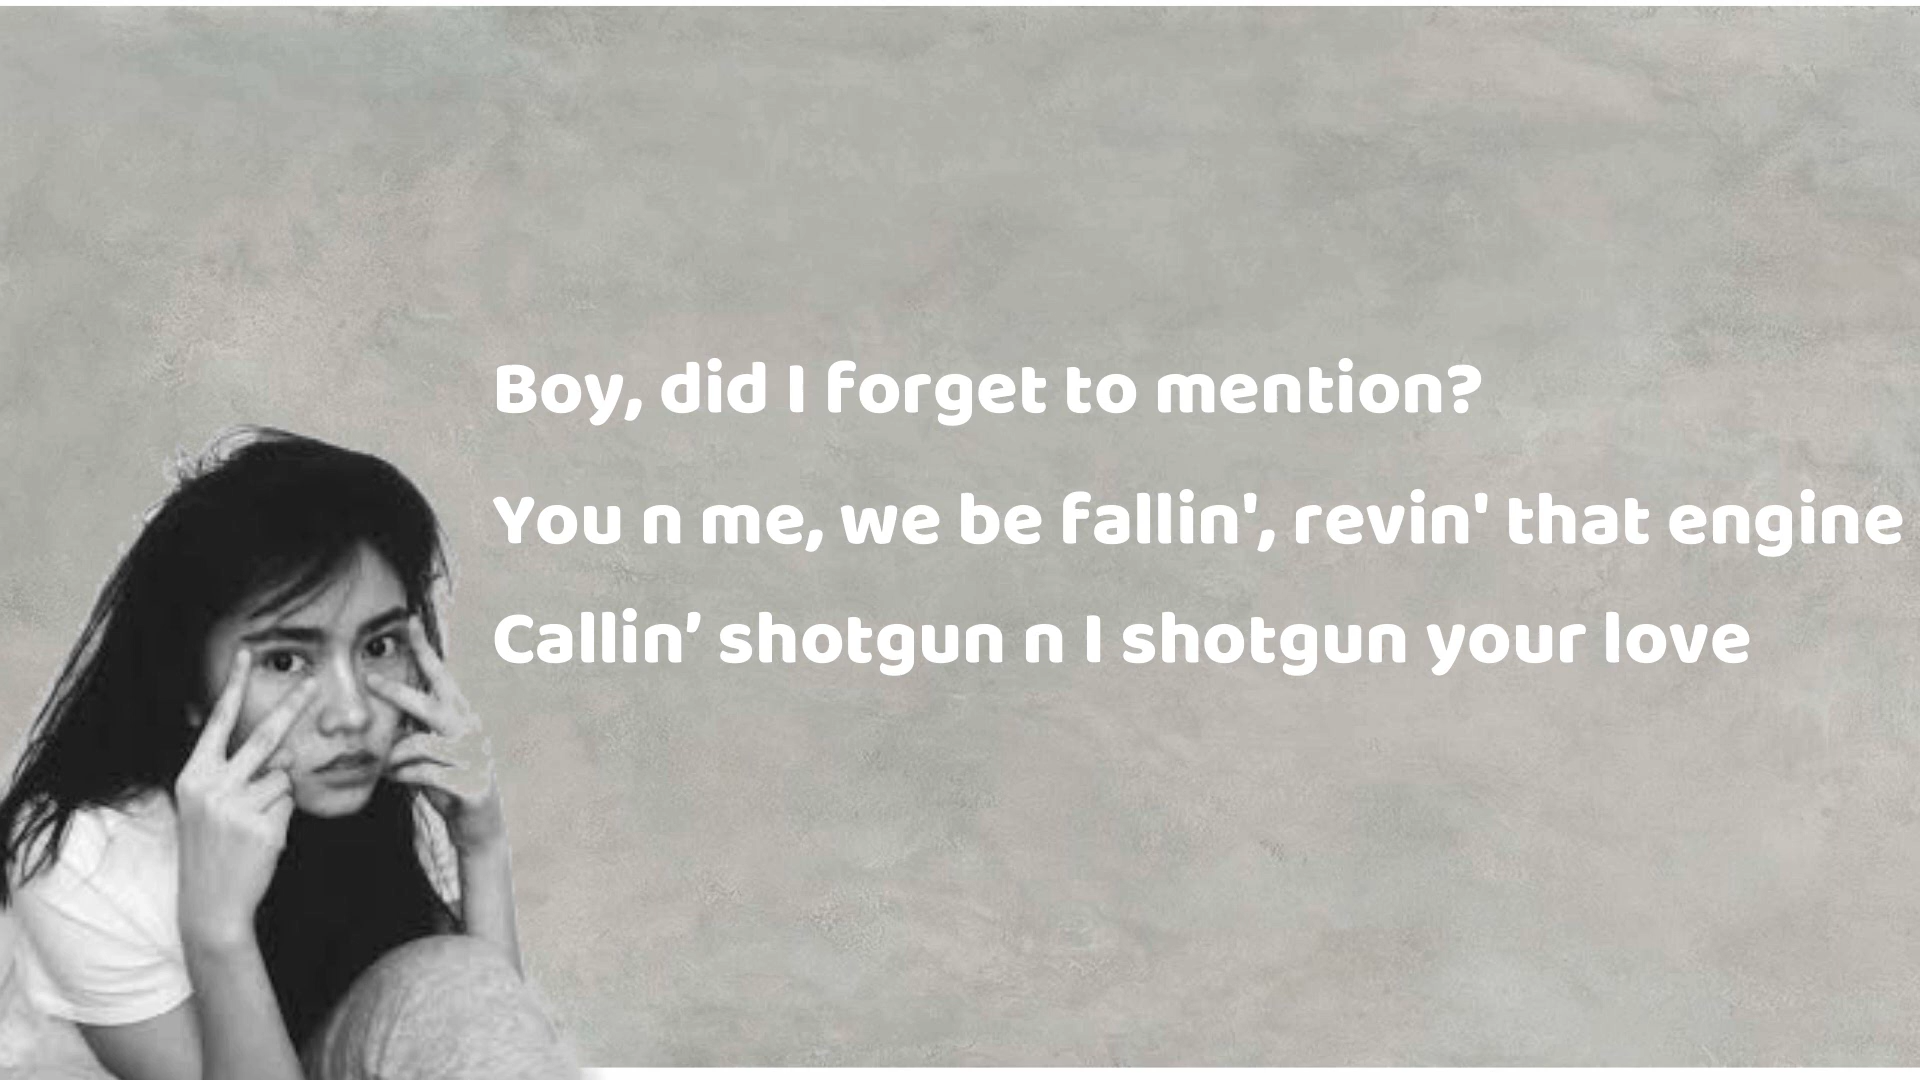 Boy, did I forget to mention?
You n me, we be fallin', revin' that engine
Callin’ shotgun n I shotgun your love